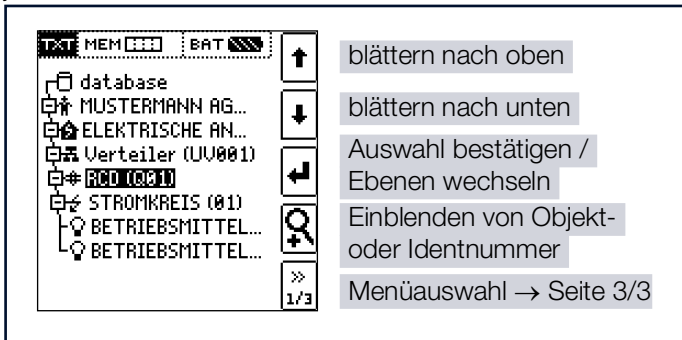 TXT MEM BAT
database
MUSTERMANN AG...
ELEKTRISCHE AN...
Verteiler (UV001)
RCD (Q01)
STROMKREIS (01)
BETRIEBSMITTEL...
BETRIEBSMITTEL...
>>
1/3
blättern nach oben
blättern nach unten
Auswahl bestätigen /
Ebenen wechseln
Einblenden von Objekt-
oder Identnummer
Menüauswahl → Seite 3/3